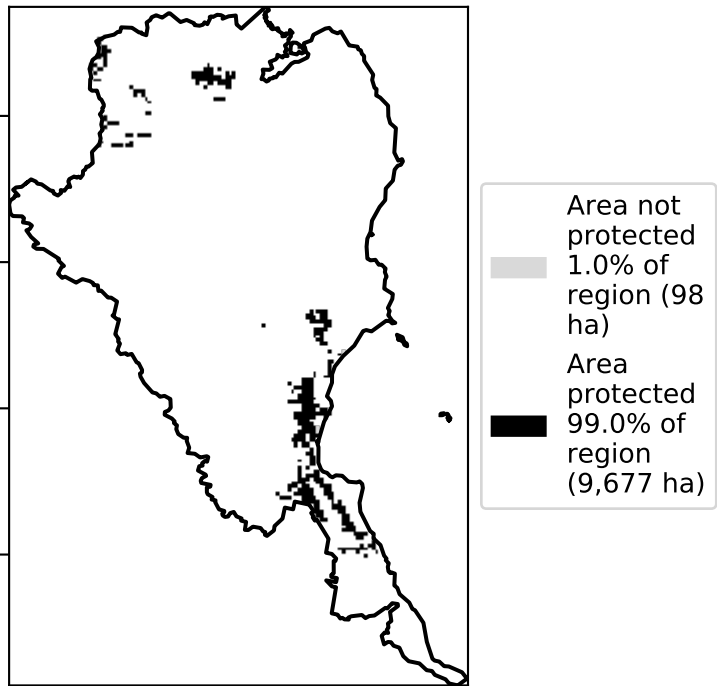 Area not
protected
1.0% of
region (98
ha)
Area
protected
99.0% of
region
(9,677 ha)